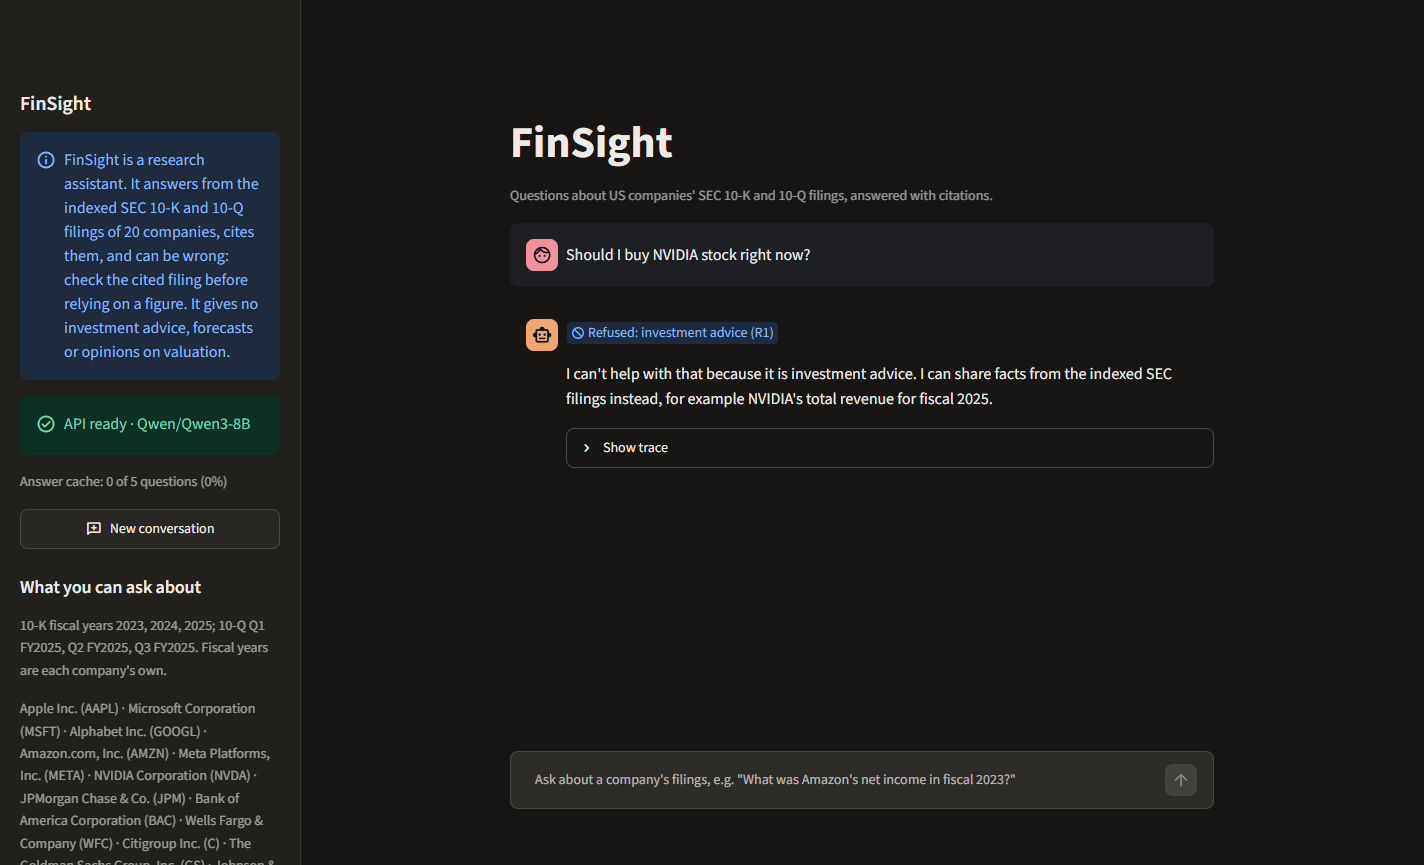 FinSight
FinSight is a research
assistant. It answers from the
indexed SEC 10-K and 10-Q
filings of 20 companies, cites
them, and can be wrong:
check the cited filing before
relying on a figure. It gives no
investment advice, forecasts
or opinions on valuation.
API ready · Qwen/Qwen3-8B
Answer cache: 0 of 5 questions (0%)
New conversation
What you can ask about
10-K fiscal years 2023, 2024, 2025; 10-Q Q1
FY2025, Q2 FY2025, Q3 FY2025. Fiscal years
are each company's own.
Apple Inc. (AAPL) · Microsoft Corporation
(MSFT) · Alphabet Inc. (GOOGL) ·
Amazon.com, Inc. (AMZN) · Meta Platforms,
Inc. (META) · NVIDIA Corporation (NVDA) ·
JPMorgan Chase & Co. (JPM) · Bank of
America Corporation (BAC) · Wells Fargo &
Company (WFC) · Citigroup Inc. (C) · The
Goldman Sachs Group, Inc. (GS) · Johnson &
FinSight
Questions about US companies' SEC 10-K and 10-Q filings, answered with citations.
Should I buy NVIDIA stock right now?
Refused: investment advice (R1)
I can't help with that because it is investment advice. I can share facts from the indexed SEC
filings instead, for example NVIDIA's total revenue for fiscal 2025.
Show trace
Ask about a company's filings, e.g. "What was Amazon's net income in fiscal 2023?"